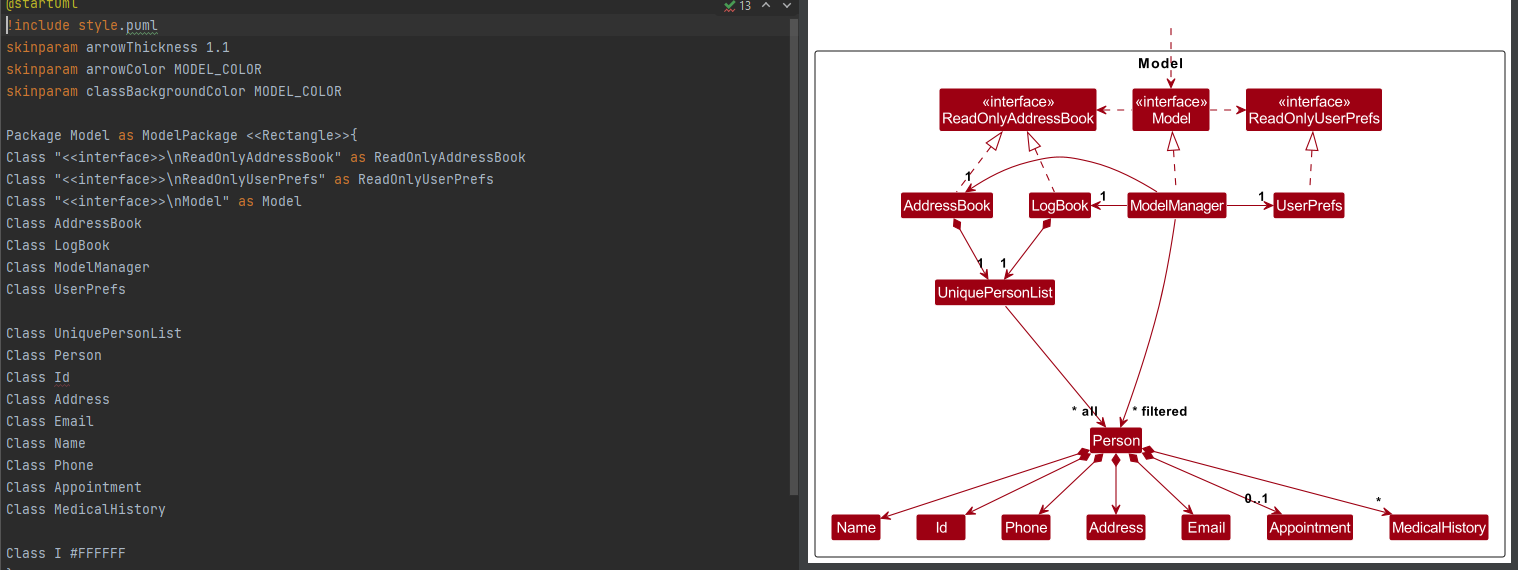 @startuml
!include style.puml
skinparam arrowThickness 1.1
skinparam arrowColor MODEL_COLOR
skinparam classBackgroundColor MODEL_COLOR
Package Model as ModelPackage <<Rectangle>>{
Class "<<interface>>\nReadOnlyAddressBook" as ReadOnlyAddressBook
Class "<<interface>>\nReadOnlyUserPrefs" as ReadOnlyUserPrefs
Class "<<interface>>\nModel" as Model
Class AddressBook
Class LogBook
Class ModelManager
Class UserPrefs
Class UniquePersonList
Class Person
Class Id
Class Address
Class Email
Class Name
Class Phone
Class Appointment
Class MedicalHistory
Class I #FFFFFF
13
Model
«interface»
ReadOnlyAddressBook
«interface»
Model
«interface»
ReadOnlyUserPrefs
1
1
1
AddressBook
LogBook
ModelManager
UserPrefs
1
1
UniquePersonList
* all
* filtered
Person
0..1
*
Name
Id
Phone
Address
Email
Appointment
MedicalHistory